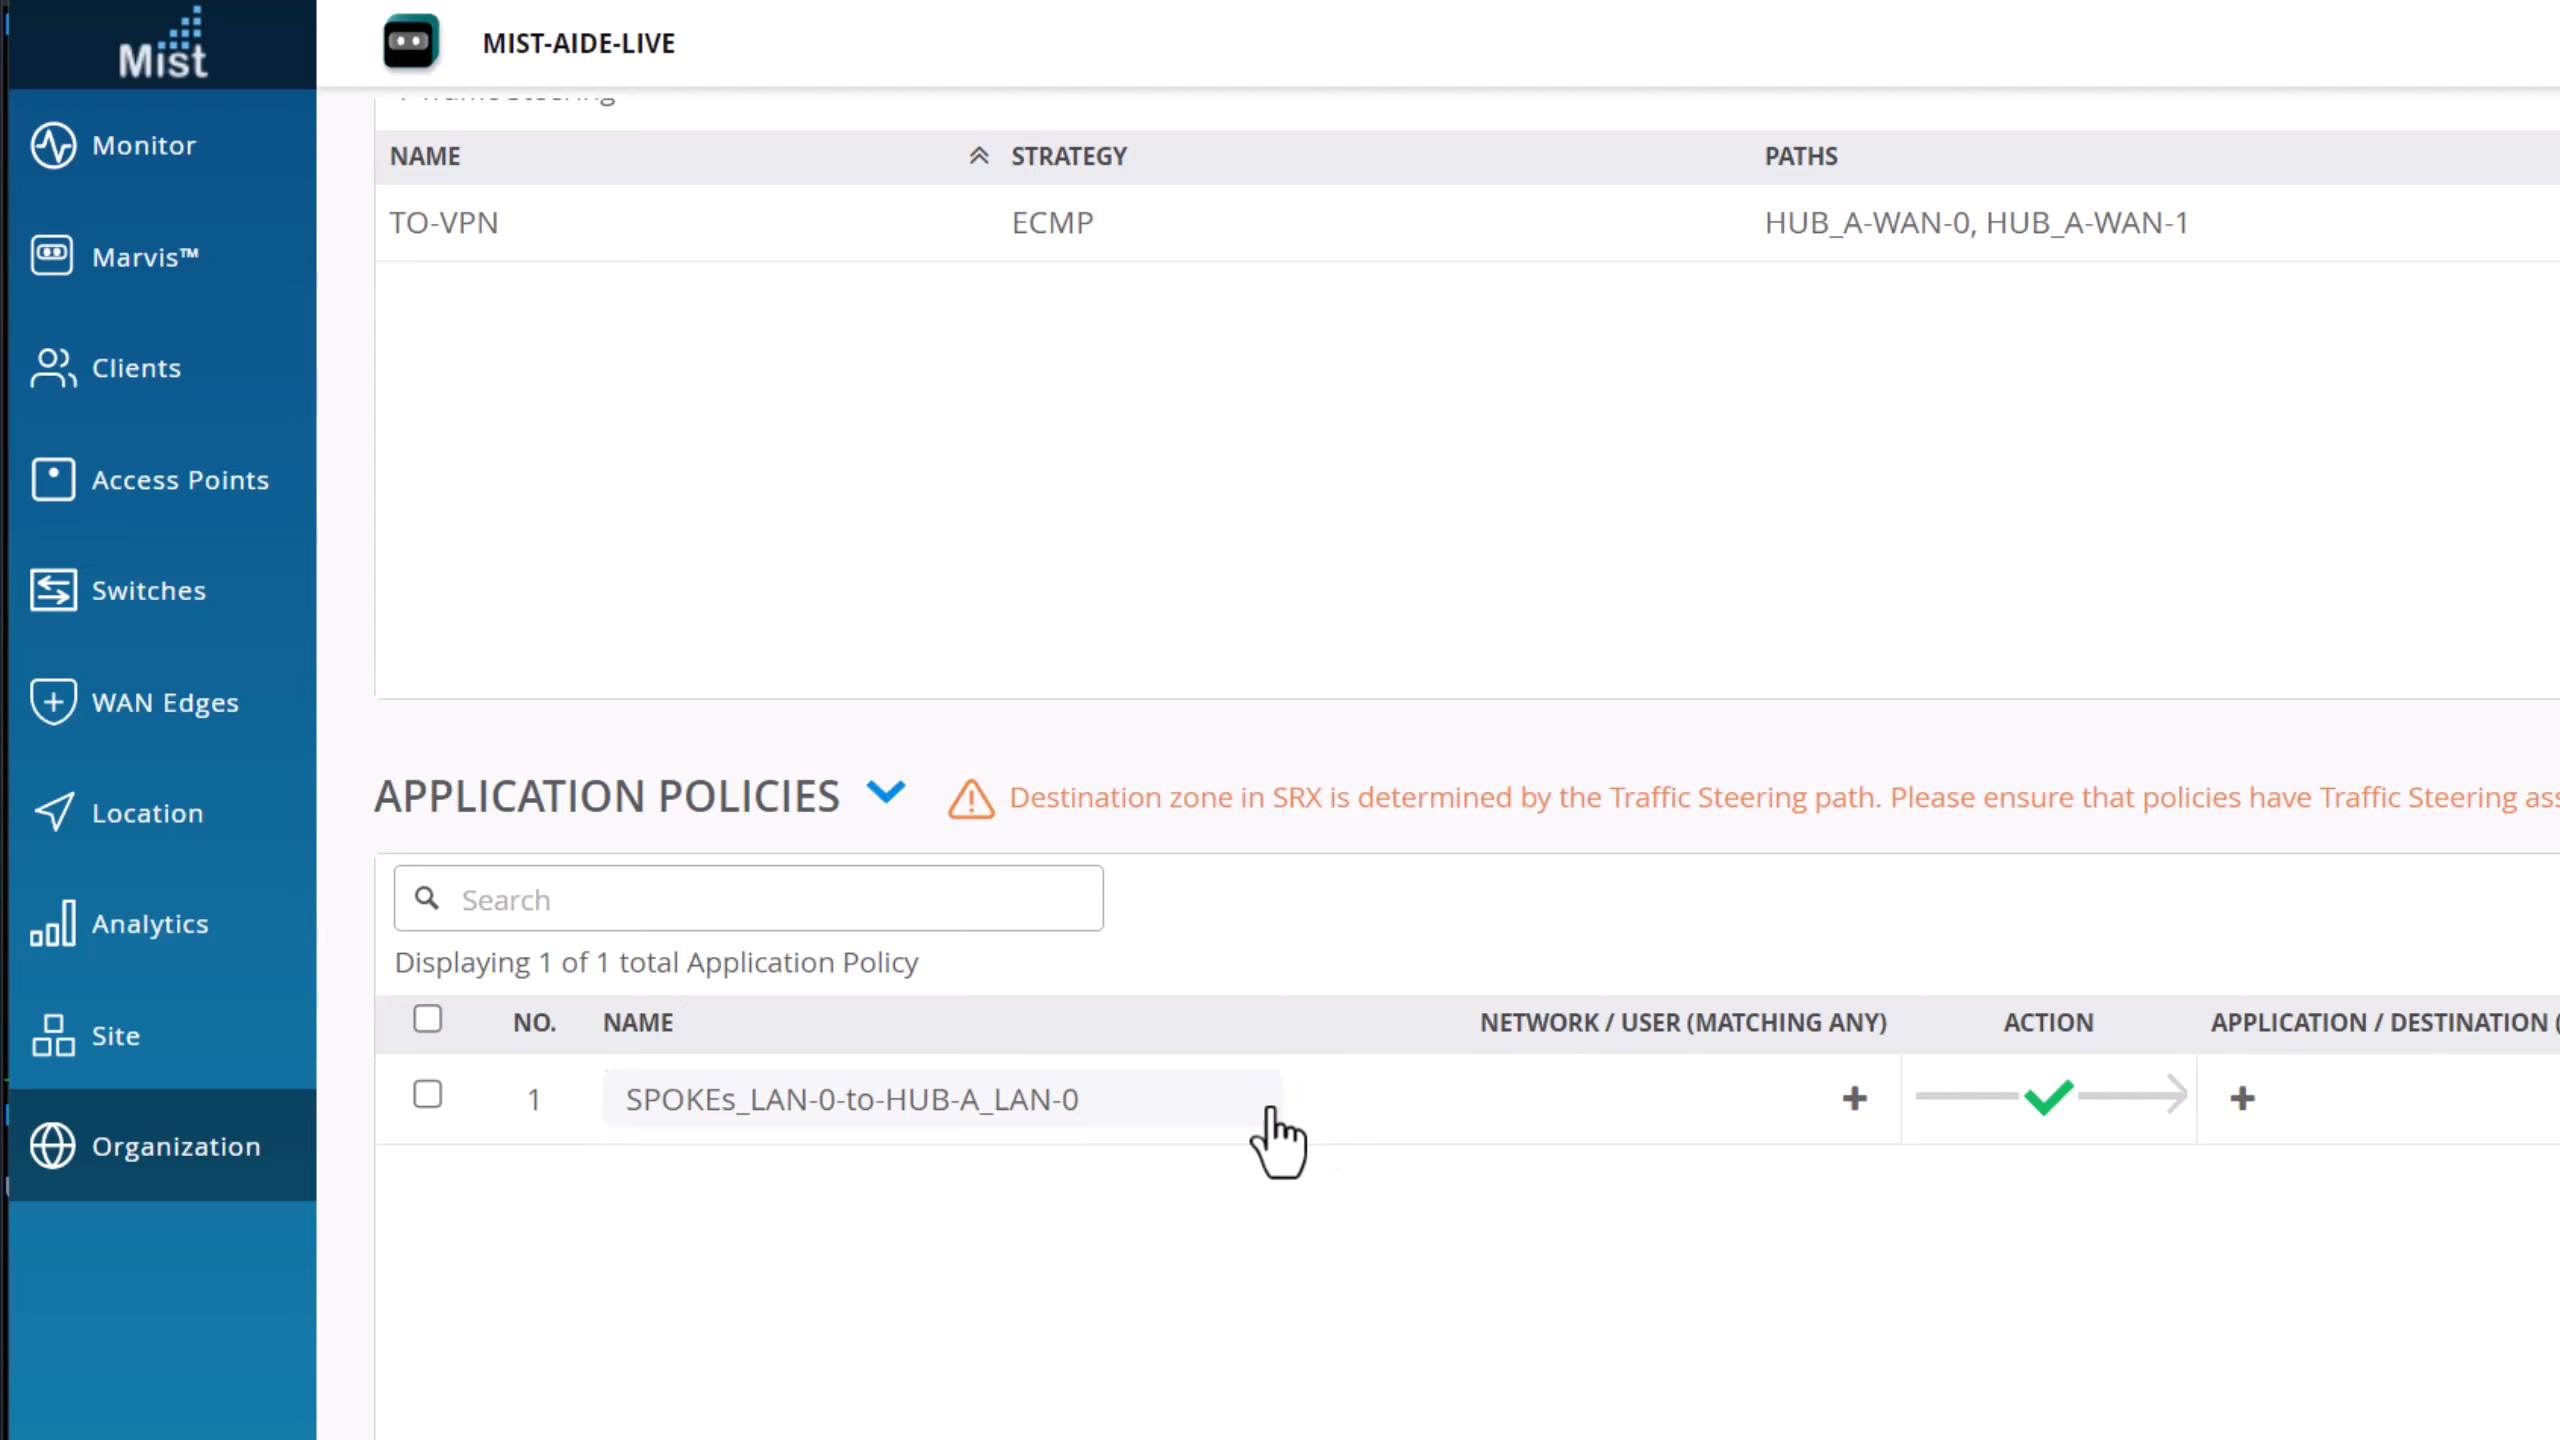 Mist
MIST-AIDE-LIVE
Monitor
Marvis™
Clients
Access Points
Switches
WAN Edges
Location
Analytics
Site
Organization
NAME STRATEGY PATHS
TO-VPN ECMP HUB_A-WAN-0, HUB_A-WAN-1
APPLICATION POLICIES Destination zone in SRX is determined by the Traffic Steering path. Please ensure that policies have Traffic Steering
Search
Displaying 1 of 1 total Application Policy
NO. NAME NETWORK / USER (MATCHING ANY) ACTION APPLICATION / DESTINATION (
1 SPOKEs_LAN-0-to-HUB-A_LAN-0